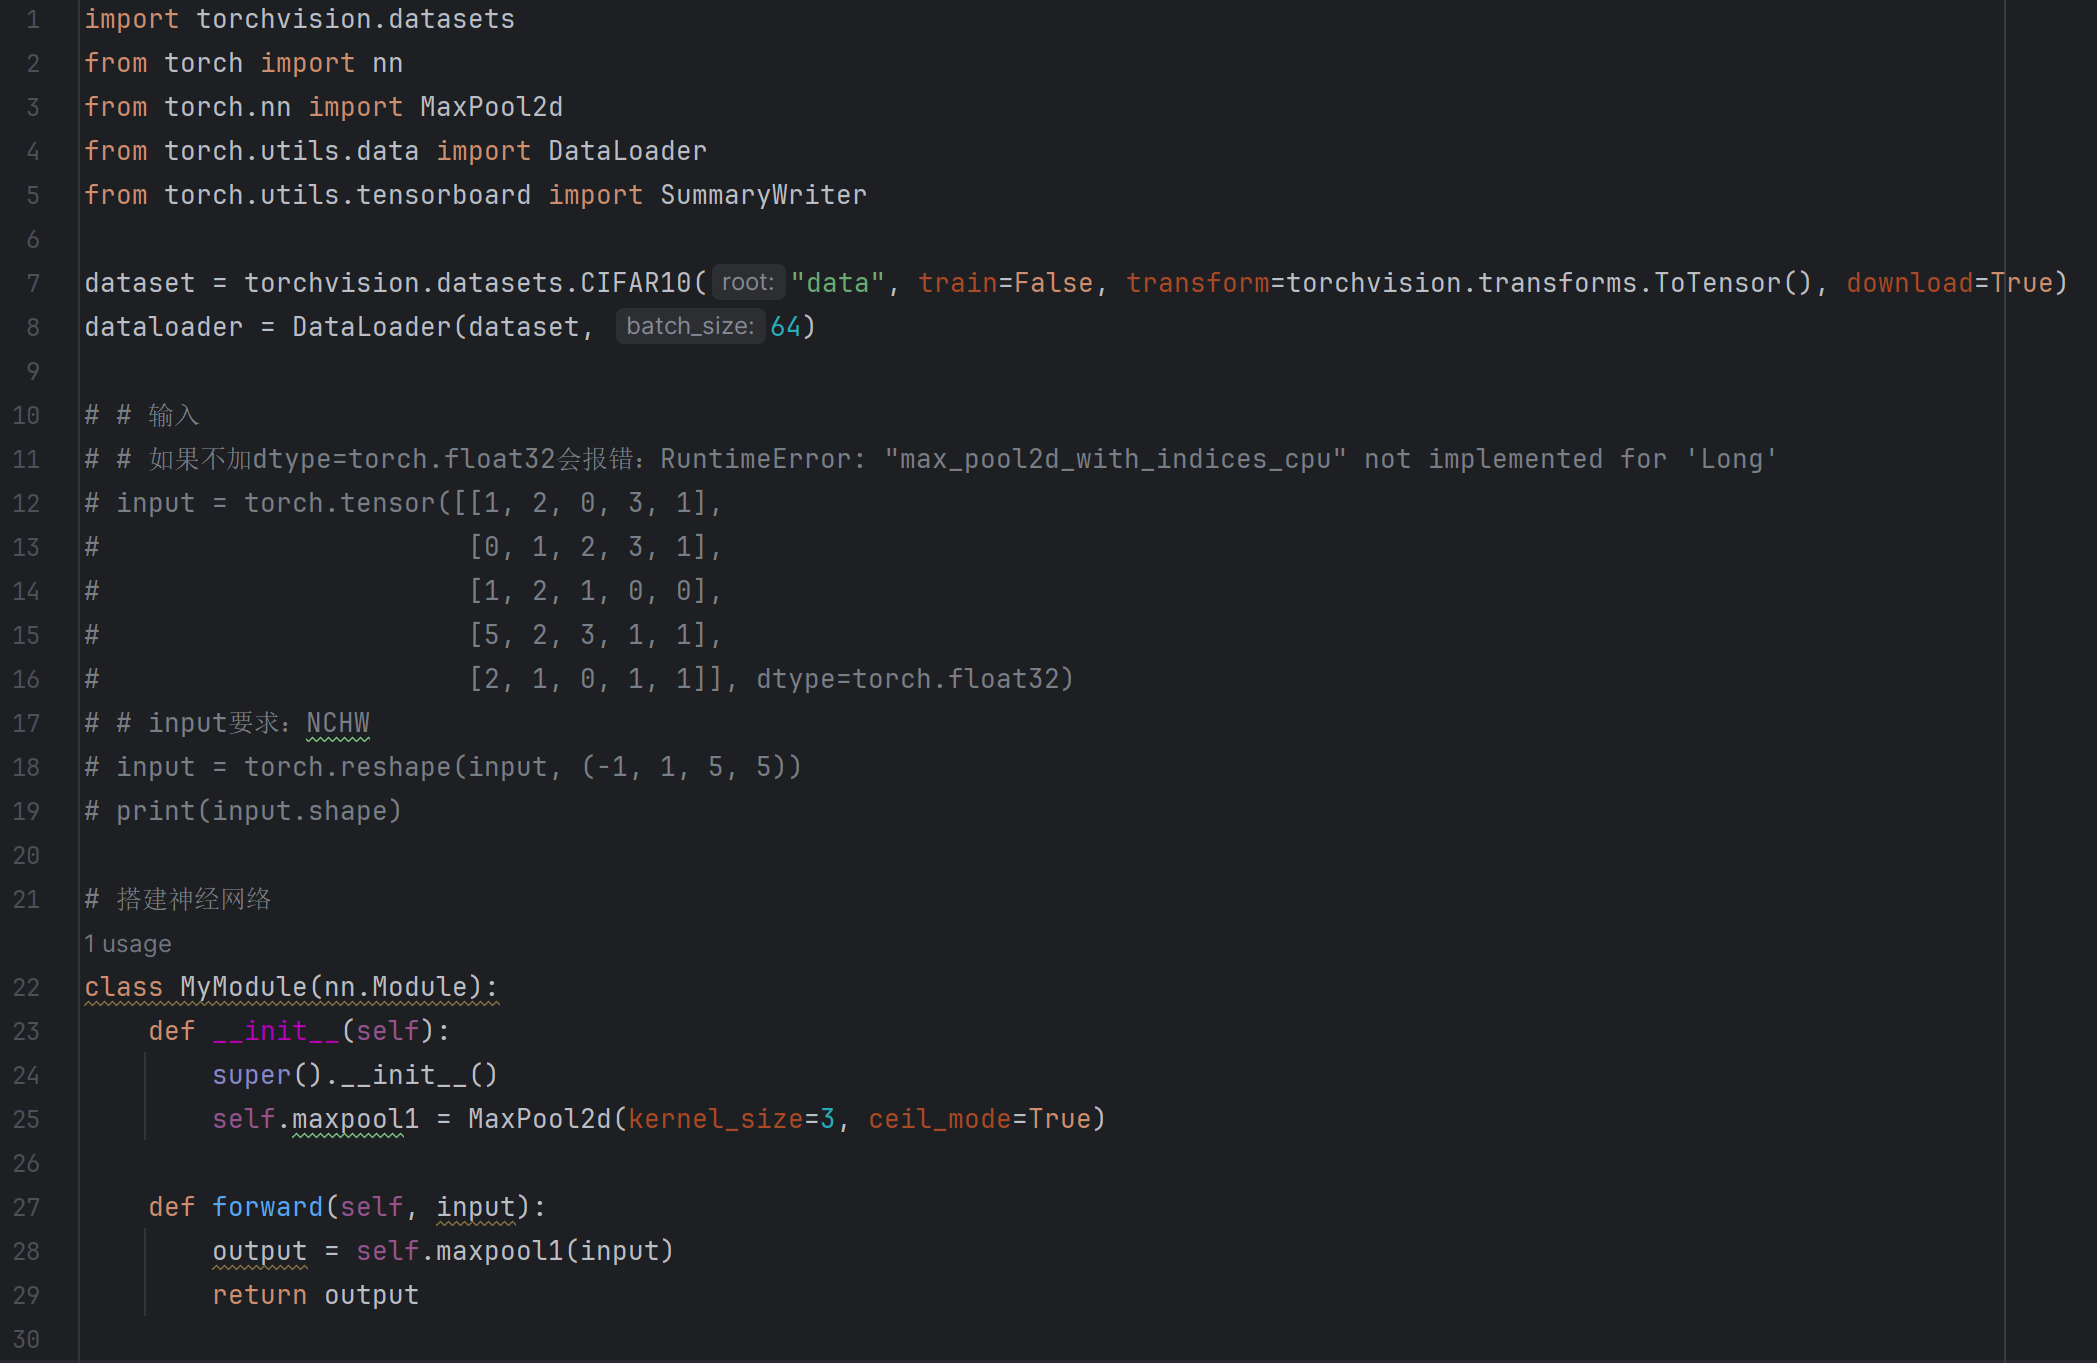 1 import torchvision.datasets
2 from torch import nn
3 from torch.nn import MaxPool2d
4 from torch.utils.data import DataLoader
5 from torch.utils.tensorboard import SummaryWriter
6
7 dataset = torchvision.datasets.CIFAR10( root: "data", train=False, transform=torchvision.transforms.ToTensor(), download=True)
8 dataloader = DataLoader(dataset, batch_size: 64)
9
10 # # 输入
11 # # 如果不加dtype=torch.float32会报错：RuntimeError: "max_pool2d_with_indices_cpu" not implemented for 'Long'
12 # input = torch.tensor([[1, 2, 0, 3, 1],
13 #                       [0, 1, 2, 3, 1],
14 #                       [1, 2, 1, 0, 0],
15 #                       [5, 2, 3, 1, 1],
16 #                       [2, 1, 0, 1, 1]], dtype=torch.float32)
17 # # input要求：NCHW
18 # input = torch.reshape(input, (-1, 1, 5, 5))
19 # print(input.shape)
20
21 # 搭建神经网络
1 usage
22 class MyModule(nn.Module):
23     def __init__(self):
24         super().__init__()
25         self.maxpool1 = MaxPool2d(kernel_size=3, ceil_mode=True)
26
27     def forward(self, input):
28         output = self.maxpool1(input)
29         return output
30